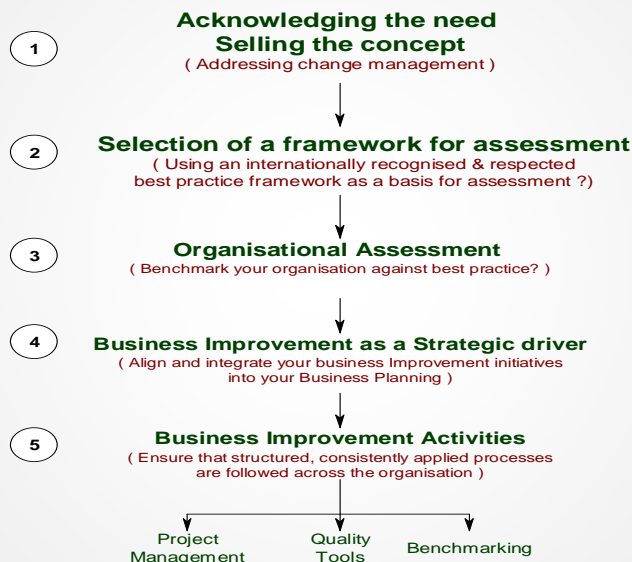 1
Acknowledging the need
Selling the concept
( Addressing change management )
2
Selection of a framework for assessment
( Using an internationally recognised & respected
best practice framework as a basis for assessment ?)
3
Organisational Assessment
( Benchmark your organisation against best practice? )
4
Business Improvement as a Strategic driver
( Align and integrate your business Improvement initiatives
into your Business Planning )
5
Business Improvement Activities
( Ensure that structured, consistently applied processes
are followed across the organisation )
Project
Management
Quality
Tools
Benchmarking